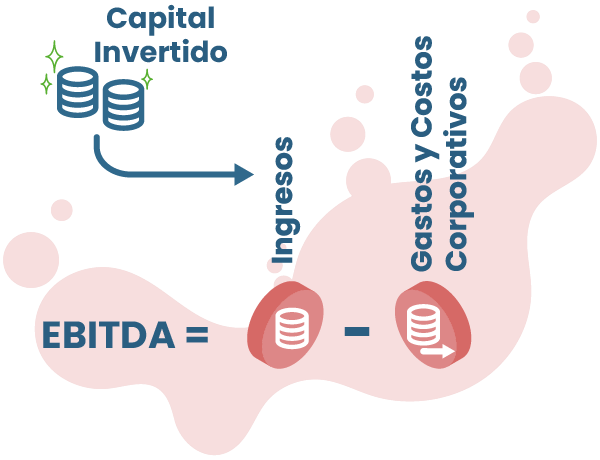 Capital
Invertido
Ingresos
Gastos y Costos
Corporativos
EBITDA = -